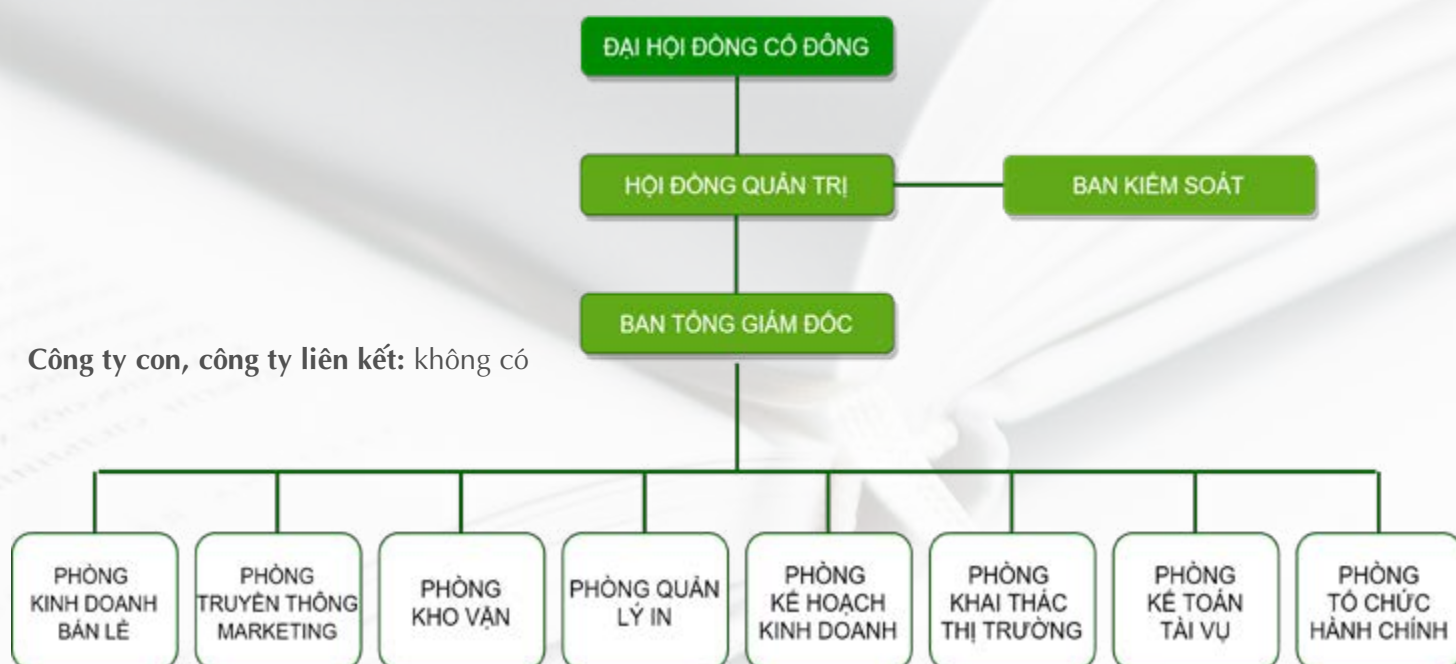 ĐẠI HỘI ĐỒNG CỔ ĐÔNG
HỘI ĐỒNG QUẢN TRỊ
BAN KIỂM SOÁT
BAN TỔNG GIÁM ĐỐC
Công ty con, công ty liên kết: không có
PHÒNG
KINH DOANH
BÁN LẺ
PHÒNG
TRUYỀN THÔNG
MARKETING
PHÒNG
KHO VẬN
PHÒNG QUẢN
LÝ IN
PHÒNG
KẾ HOẠCH
KINH DOANH
PHÒNG
KHAI THÁC
THỊ TRƯỜNG
PHÒNG
KẾ TOÁN
TÀI VỤ
PHÒNG
TỔ CHỨC
HÀNH CHÍNH